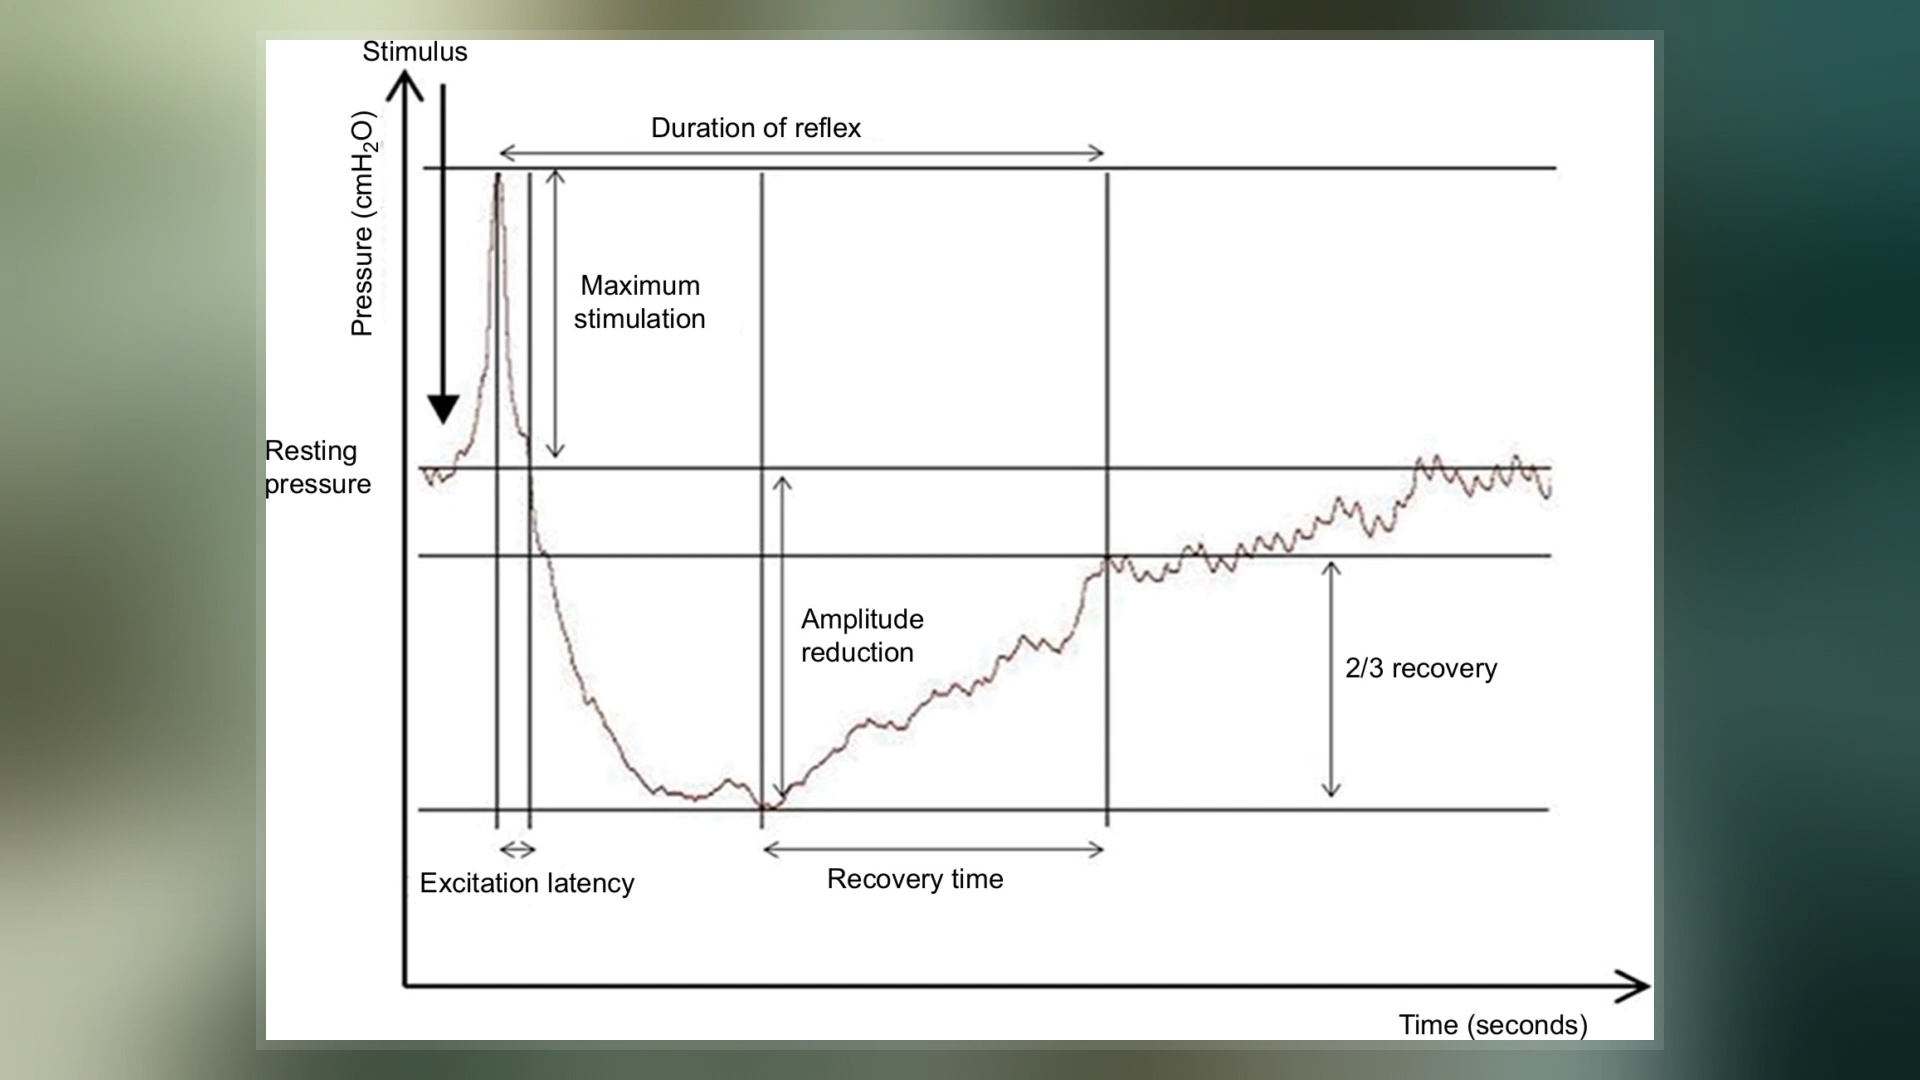 Stimulus
Pressure (cmH₂O)
Duration of reflex
Maximum
stimulation
Resting
pressure
Amplitude
reduction
2/3 recovery
Excitation latency
Recovery time
Time (seconds)